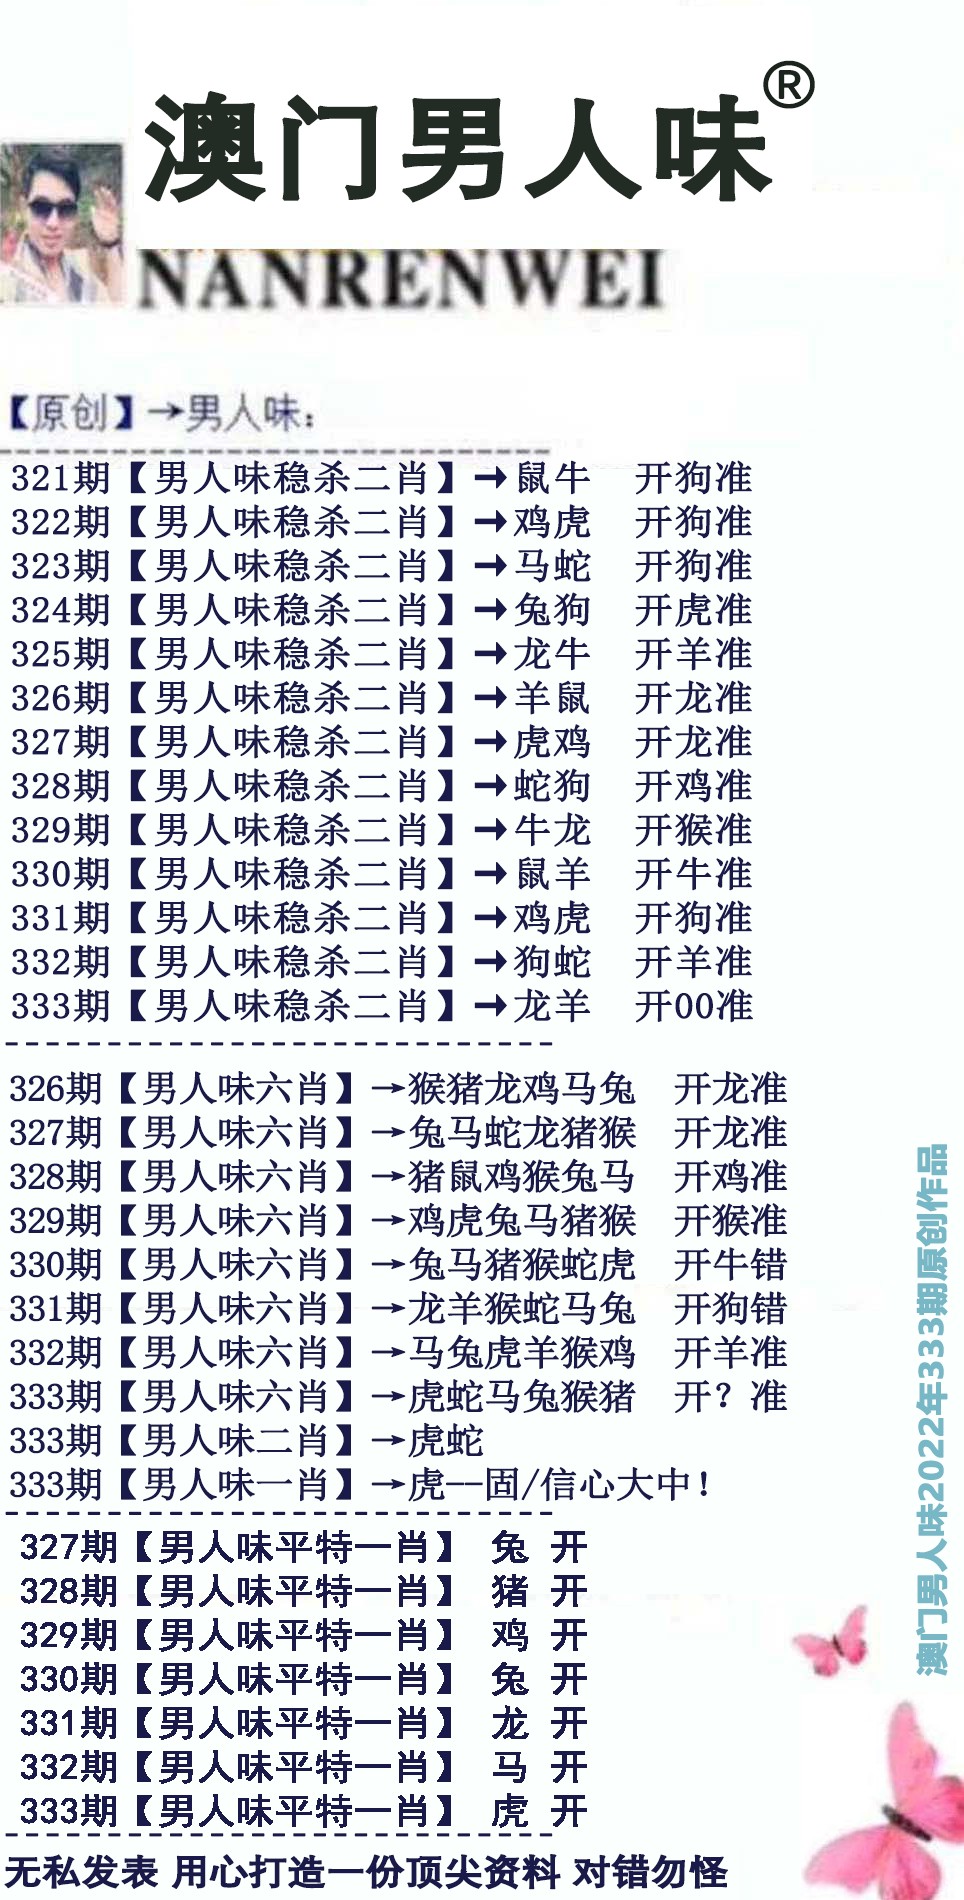 澳门男人味®
NANRENWEI
【原创】→男人味：
321期【男人味稳杀二肖】→鼠牛 开狗准
322期【男人味稳杀二肖】→鸡虎 开狗准
323期【男人味稳杀二肖】→马蛇 开狗准
324期【男人味稳杀二肖】→兔狗 开虎准
325期【男人味稳杀二肖】→龙牛 开羊准
326期【男人味稳杀二肖】→羊鼠 开龙准
327期【男人味稳杀二肖】→虎鸡 开龙准
328期【男人味稳杀二肖】→蛇狗 开鸡准
329期【男人味稳杀二肖】→牛龙 开猴准
330期【男人味稳杀二肖】→鼠羊 开牛准
331期【男人味稳杀二肖】→鸡虎 开狗准
332期【男人味稳杀二肖】→狗蛇 开羊准
333期【男人味稳杀二肖】→龙羊 开00准
326期【男人味六肖】→猴猪龙鸡马兔 开龙准
327期【男人味六肖】→兔马蛇龙猪猴 开龙准
328期【男人味六肖】→猪鼠鸡猴兔马 开鸡准
329期【男人味六肖】→鸡虎兔马猪猴 开猴准
330期【男人味六肖】→兔马猪猴蛇虎 开牛错
331期【男人味六肖】→龙羊猴蛇马兔 开狗错
332期【男人味六肖】→马兔虎羊猴鸡 开羊准
333期【男人味六肖】→虎蛇马兔猴猪 开？准
333期【男人味二肖】→虎蛇
333期【男人味一肖】→虎--固/信心大中！
327期【男人味平特一肖】 兔 开
328期【男人味平特一肖】 猪 开
329期【男人味平特一肖】 鸡 开
330期【男人味平特一肖】 兔 开
331期【男人味平特一肖】 龙 开
332期【男人味平特一肖】 马 开
333期【男人味平特一肖】 虎 开
无私发表 用心打造一份顶尖资料 对错勿怪
澳门男人味2022年333期原创作品